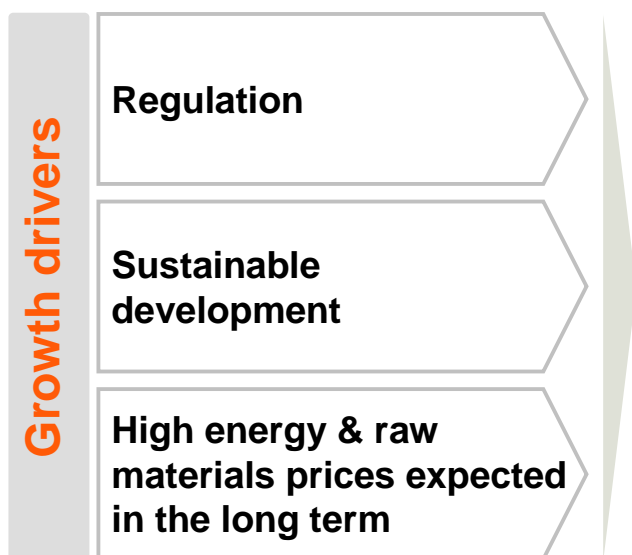 Growth drivers
Regulation
Sustainable
development
High energy & raw
materials prices expected
in the long term